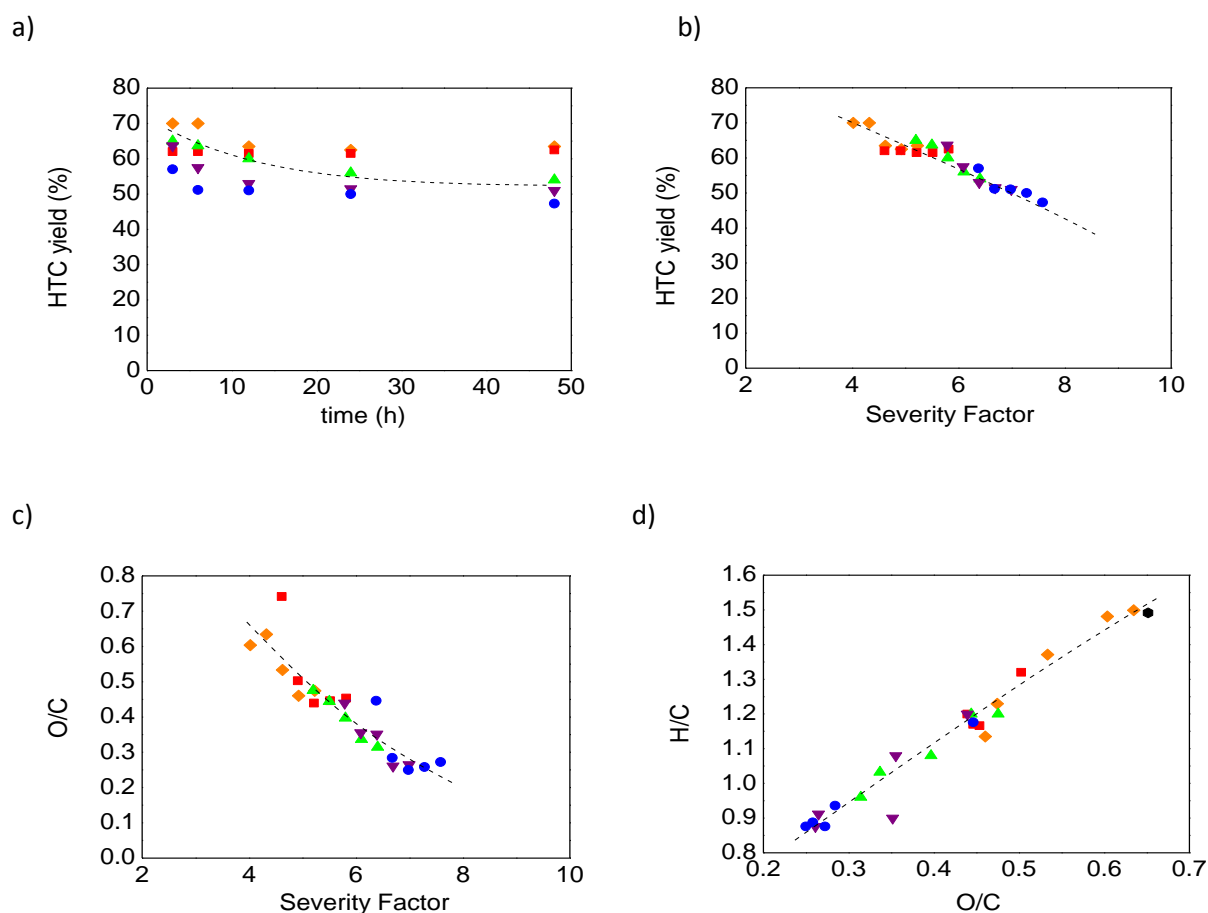 a)
80
70
60
50
40
30
20
10
0
HTC yield (%)
0 10 20 30 40 50
time (h)
b)
80
70
60
50
40
30
20
10
0
HTC yield (%)
2 4 6 8 10
Severity Factor
c)
0.8
0.7
0.6
0.5
0.4
0.3
0.2
0.1
0.0
O/C
2 4 6 8 10
Severity Factor
d)
1.6
1.5
1.4
1.3
1.2
1.1
1.0
0.9
0.8
H/C
0.2 0.3 0.4 0.5 0.6 0.7
O/C